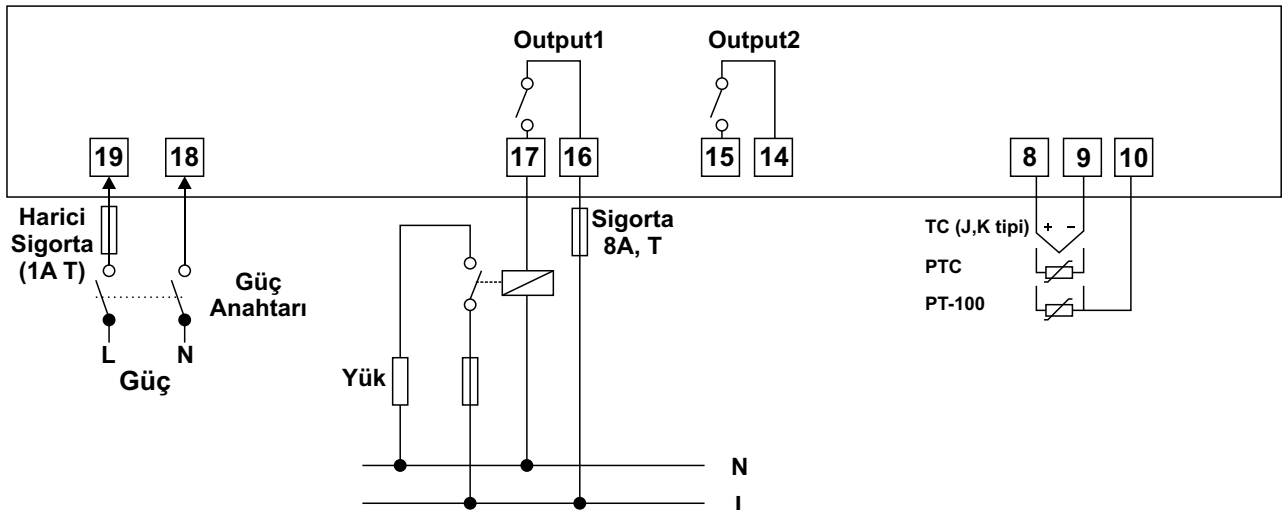 Output1
Output2
19
18
17
16
15
14
8
9
10
Harici
Sigorta
(1A T)
Güç
Anahtarı
L
N
Güç
Sigorta
8A, T
Yük
N
TC (J,K tipi)
+ -
PTC
PT-100